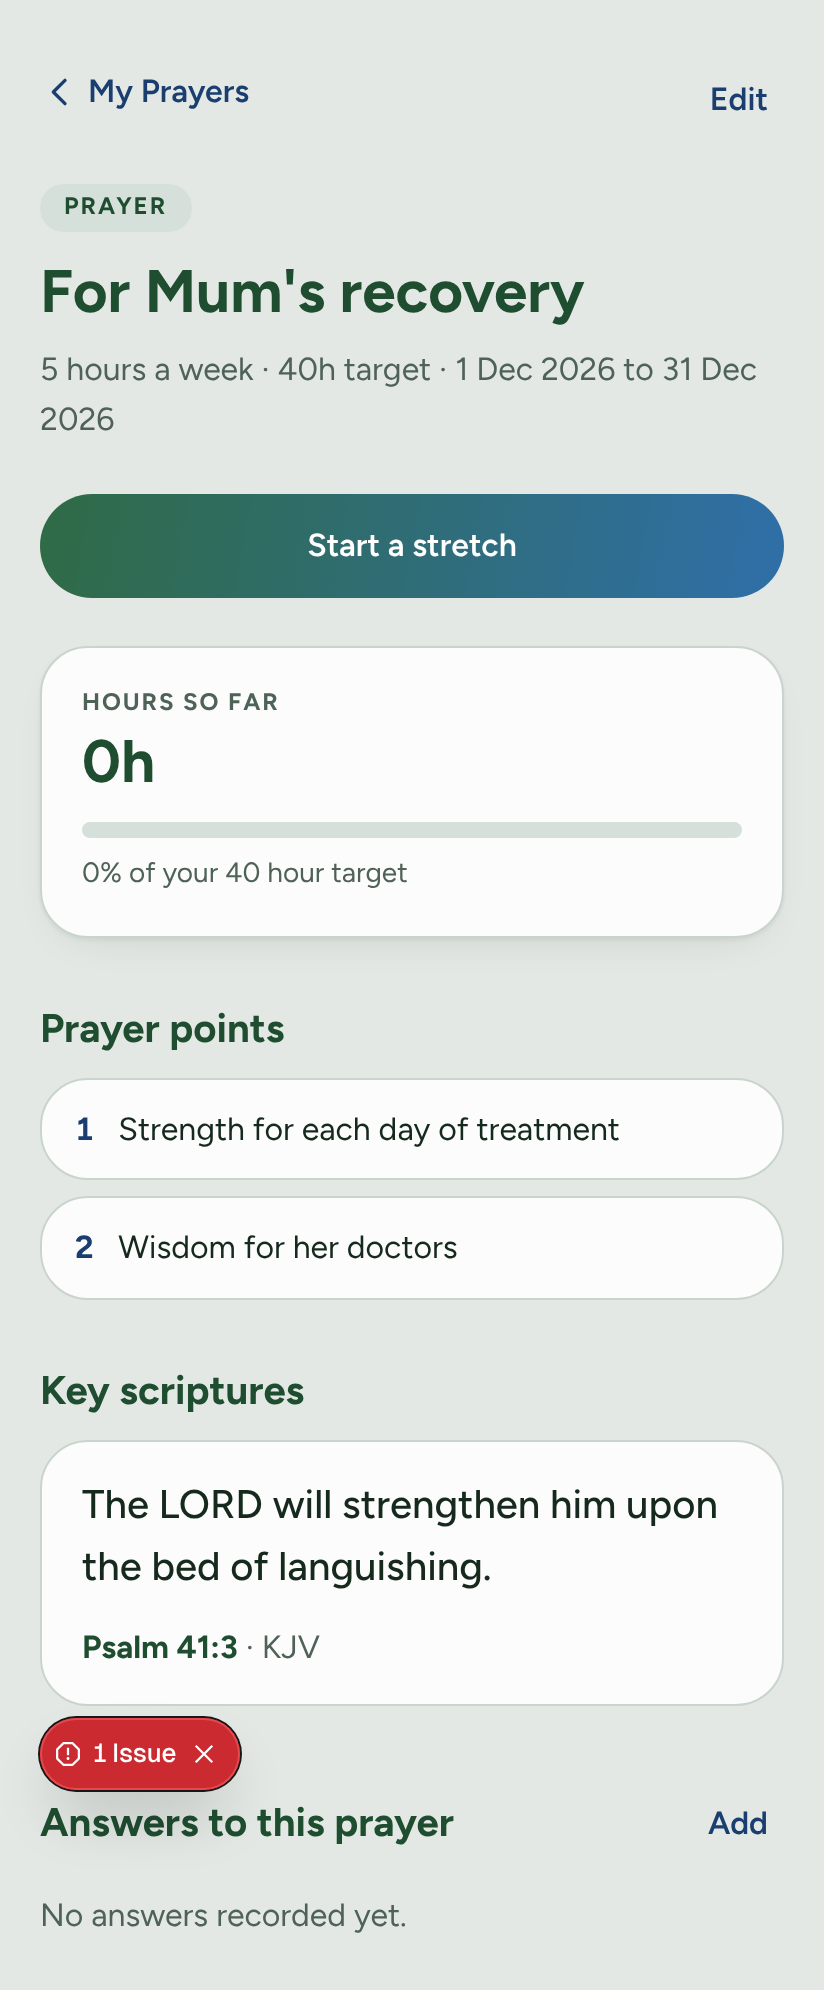 My Prayers
Edit
PRAYER
For Mum's recovery
5 hours a week · 40h target · 1 Dec 2026 to 31 Dec
2026
Start a stretch
HOURS SO FAR
0h
0% of your 40 hour target
Prayer points
1 Strength for each day of treatment
2 Wisdom for her doctors
Key scriptures
The LORD will strengthen him upon
the bed of languishing.
Psalm 41:3 · KJV
1 Issue
Answers to this prayer
Add
No answers recorded yet.